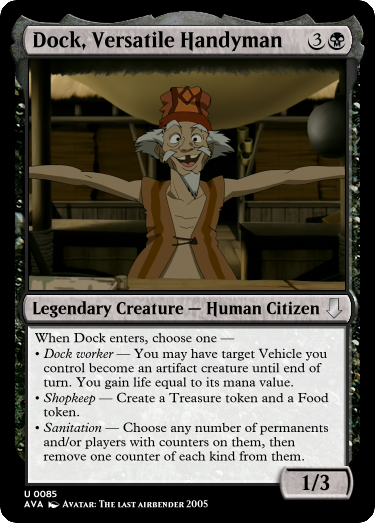 Dock, Versatile Handyman 3
Legendary Creature — Human Citizen
When Dock enters, choose one —
• Dock worker — You may have target Vehicle you
control become an artifact creature until end
of turn. You gain life equal to its mana value.
• Shopkeep — Create a Treasure token and a Food
token.
• Sanitation — Choose any number of permanents
and/or players with counters on them, then
remove one counter of each kind from them.
1/3
U 0085
AVA Avatar: The last airbender 2005